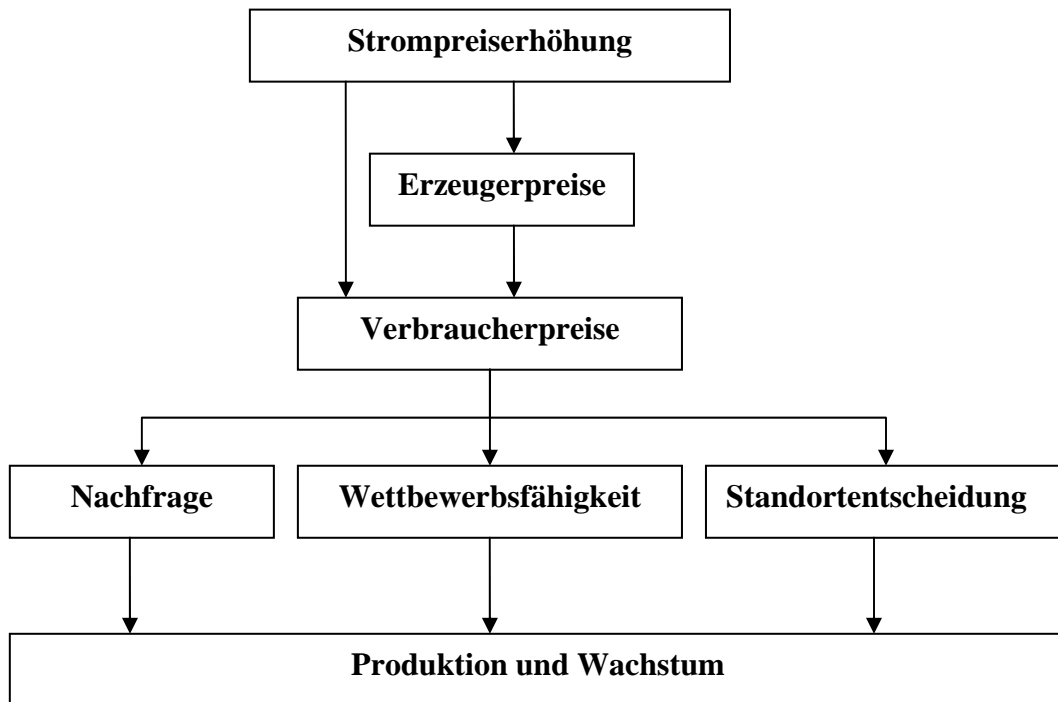 Strompreiserhöhung
Erzeugerpreise
Verbraucherpreise
Nachfrage
Wettbewerbsfähigkeit
Standortentscheidung
Produktion und Wachstum